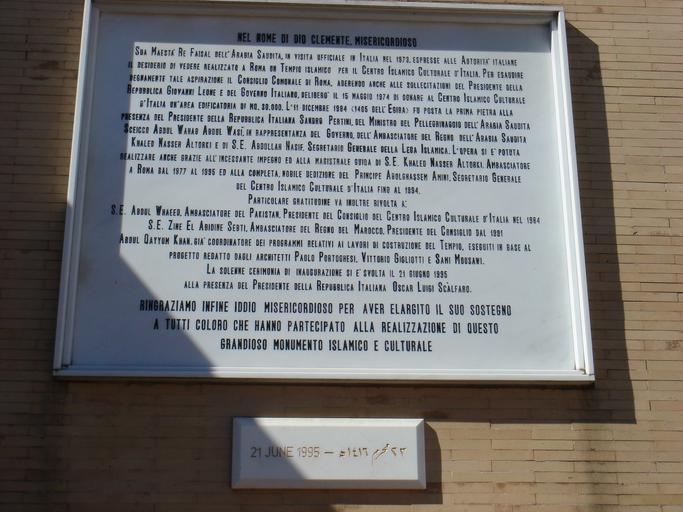 NEL NOME DI DIO CLEMENTE, MISERICORDIOSO
SUA MAESTA' RE FAISAL DELL'ARABIA SAUDITA, IN VISITA UFFICIALE IN ITALIA NEL 1973, ESPRESSE ALLE AUTORITA' ITALIANE
IL DESIDERIO DI VEDERE REALIZZATO A ROMA UN TEMPIO ISLAMICO PER IL CENTRO ISLAMICO CULTURALE D'ITALIA. PER ESAUDIRE
DEGNAMENTE TALE ASPIRAZIONE IL CONSIGLIO COMUNALE DI ROMA, ADERENDO ANCHE ALLE SOLLECITAZIONI DEL PRESIDENTE DELLA
REPUBBLICA GIOVANNI LEONE E DEL GOVERNO ITALIANO, DELIBERO' IL 15 MAGGIO 1974 DI DONARE AL CENTRO ISLAMICO CULTURALE
D'ITALIA UN'AREA EDIFICATORIA DI MQ. 30.000. L'11 DICEMBRE 1984 (1405 DELL'EGIRA) FU POSTA LA PRIMA PIETRA ALLA
PRESENZA DEL PRESIDENTE DELLA REPUBBLICA ITALIANA SANDRO PERTINI, DEL MINISTRO DEL PELLEGRINAGGIO DELL'ARABIA SAUDITA
SCEICCO ABDUL WAHAB ABDUL WASI', IN RAPPRESENTANZA DEL GOVERNO, DELL'AMBASCIATORE DEL REGNO DELL'ARABIA SAUDITA
KHALED NASSER ALTORKI E DI S.E. ABDULLAH NASIF, SEGRETARIO GENERALE DELLA LEGA ISLAMICA. L'OPERA SI E' POTUTA
REALIZZARE ANCHE GRAZIE ALL'INCESSANTE IMPEGNO ED ALLA MAGISTRALE GUIDA DI S.E. KHALED NASSER ALTORKI, AMBASCIATORE
A ROMA DAL 1977 AL 1995 ED ALLA COMPLETA, NOBILE DEDIZIONE DEL PRINCIPE ABOLGHASSEM AMINI, SEGRETARIO GENERALE
DEL CENTRO ISLAMICO CULTURALE D'ITALIA FINO AL 1994.
PARTICOLARE GRATITUDINE VA INOLTRE RIVOLTA A:
S.E. ABDUL WAHEED, AMBASCIATORE DEL PAKISTAN, PRESIDENTE DEL CONSIGLIO DEL CENTRO ISLAMICO CULTURALE D'ITALIA NEL 1984
S.E. ZINE EL ABIDINE SEBTI, AMBASCIATORE DEL REGNO DEL MAROCCO, PRESIDENTE DEL CONSIGLIO DAL 1991
ABDUL QAYYUM KHAN, GIA' COORDINATORE DEI PROGRAMMI RELATIVI AI LAVORI DI COSTRUZIONE DEL TEMPIO, ESEGUITI IN BASE AL
PROGETTO REDATTO DAGLI ARCHITETTI PAOLO PORTOGHESI, VITTORIO GIGLIOTTI E SAMI MOUSAWI.
LA SOLENNE CERIMONIA DI INAUGURAZIONE SI E' SVOLTA IL 21 GIUGNO 1995
ALLA PRESENZA DEL PRESIDENTE DELLA REPUBBLICA ITALIANA OSCAR LUIGI SCALFARO.
RINGRAZIAMO INFINE IDDIO MISERICORDIOSO PER AVER ELARGITO IL SUO SOSTEGNO
A TUTTI COLORO CHE HANNO PARTECIPATO ALLA REALIZZAZIONE DI QUESTO
GRANDIOSO MONUMENTO ISLAMICO E CULTURALE
21 JUNE 1995 — ٢٣ محرم ١٤١٦ هـ